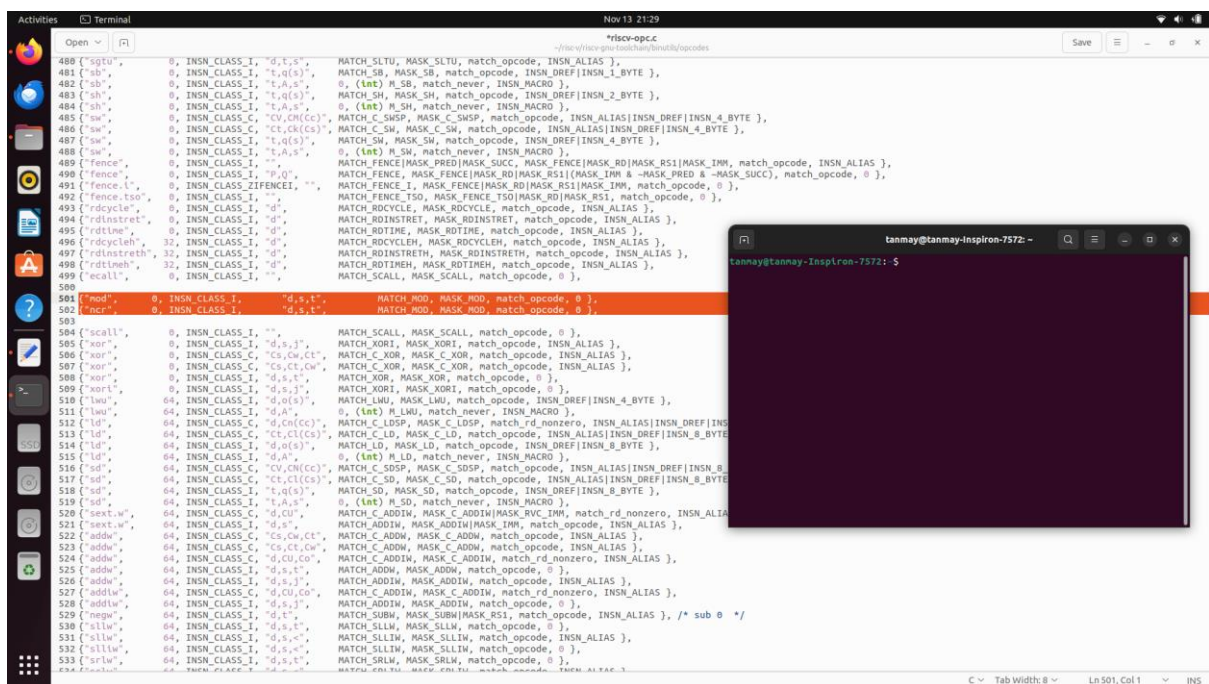 Activities
Terminal
Nov 13 21:29
Open
*riscv-opc.c
~/risc-v/riscv-gnu-toolchain/binutils/opcodes
Save
480 {"sgtu", 0, INSN_CLASS_I, "d,t,s", MATCH_SLTU, MASK_SLTU, match_opcode, INSN_ALIAS },
481 {"sb", 0, INSN_CLASS_I, "t,q(s)", MATCH_SB, MASK_SB, match_opcode, INSN_DREF|INSN_1_BYTE },
482 {"sb", 0, INSN_CLASS_I, "t,A,s", 0, (int) M_SB, match_never, INSN_MACRO },
483 {"sh", 0, INSN_CLASS_I, "t,q(s)", MATCH_SH, MASK_SH, match_opcode, INSN_DREF|INSN_2_BYTE },
484 {"sh", 0, INSN_CLASS_I, "t,A,s", 0, (int) M_SH, match_never, INSN_MACRO },
485 {"sw", 0, INSN_CLASS_C, "CV,CM(Cc)", MATCH_C_SWSP, MASK_C_SWSP, match_opcode, INSN_ALIAS|INSN_DREF|INSN_4_BYTE },
486 {"sw", 0, INSN_CLASS_C, "Ct,Ck(Cs)", MATCH_C_SW, MASK_C_SW, match_opcode, INSN_ALIAS|INSN_DREF|INSN_4_BYTE },
487 {"sw", 0, INSN_CLASS_I, "t,q(s)", MATCH_SW, MASK_SW, match_opcode, INSN_DREF|INSN_4_BYTE },
488 {"sw", 0, INSN_CLASS_I, "t,A,s", 0, (int) M_SW, match_never, INSN_MACRO },
489 {"fence", 0, INSN_CLASS_I, "", MATCH_FENCE|MASK_PRED|MASK_SUCC, MASK_FENCE|MASK_RD|MASK_RS1|MASK_IMM, match_opcode, INSN_ALIAS },
490 {"fence", 0, INSN_CLASS_I, "P,Q", MATCH_FENCE, MASK_FENCE|MASK_RD|MASK_RS1|(MASK_IMM & ~MASK_PRED & ~MASK_SUCC), match_opcode, 0 },
491 {"fence.i", 0, INSN_CLASS_ZIFENCEI, "", MATCH_FENCE_I, MASK_FENCE|MASK_RD|MASK_RS1|MASK_IMM, match_opcode, 0 },
492 {"fence.tso", 0, INSN_CLASS_I, "", MATCH_FENCE_TSO, MASK_FENCE_TSO|MASK_RD|MASK_RS1, match_opcode, 0 },
493 {"rdcycle", 0, INSN_CLASS_I, "d", MATCH_RDCYCLE, MASK_RDCYCLE, match_opcode, INSN_ALIAS },
494 {"rdinstret", 0, INSN_CLASS_I, "d", MATCH_RDINSTRET, MASK_RDINSTRET, match_opcode, INSN_ALIAS },
495 {"rdtime", 0, INSN_CLASS_I, "d", MATCH_RDTIME, MASK_RDTIME, match_opcode, INSN_ALIAS },
496 {"rdcycleh", 32, INSN_CLASS_I, "d", MATCH_RDCYCLEH, MASK_RDCYCLEH, match_opcode, INSN_ALIAS },
497 {"rdinstreth", 32, INSN_CLASS_I, "d", MATCH_RDINSTRETH, MASK_RDINSTRETH, match_opcode, INSN_ALIAS },
498 {"rdtimeh", 32, INSN_CLASS_I, "d", MATCH_RDTIMEH, MASK_RDTIMEH, match_opcode, INSN_ALIAS },
499 {"ecall", 0, INSN_CLASS_I, "", MATCH_SCALL, MASK_SCALL, match_opcode, 0 },
500
501 {"mod", 0, INSN_CLASS_I, "d,s,t", MATCH_MOD, MASK_MOD, match_opcode, 0 },
502 {"ncr", 0, INSN_CLASS_I, "d,s,t", MATCH_MOD, MASK_MOD, match_opcode, 0 },
503
504 {"scall", 0, INSN_CLASS_I, "", MATCH_SCALL, MASK_SCALL, match_opcode, 0 },
505 {"xor", 0, INSN_CLASS_I, "d,s,j", MATCH_XORI, MASK_XORI, match_opcode, INSN_ALIAS },
506 {"xor", 0, INSN_CLASS_C, "Cs,Cw,Ct", MATCH_C_XOR, MASK_C_XOR, match_opcode, INSN_ALIAS },
507 {"xor", 0, INSN_CLASS_C, "Cs,Ct,Cw", MATCH_C_XOR, MASK_C_XOR, match_opcode, INSN_ALIAS },
508 {"xor", 0, INSN_CLASS_I, "d,s,t", MATCH_XOR, MASK_XOR, match_opcode, 0 },
509 {"xori", 0, INSN_CLASS_I, "d,s,j", MATCH_XORI, MASK_XORI, match_opcode, 0 },
510 {"lwu", 64, INSN_CLASS_I, "d,o(s)", MATCH_LWU, MASK_LWU, match_opcode, INSN_DREF|INSN_4_BYTE },
511 {"lwu", 64, INSN_CLASS_I, "d,A", 0, (int) M_LWU, match_never, INSN_MACRO },
512 {"ld", 64, INSN_CLASS_C, "d,Cn(Cc)", MATCH_C_LDSP, MASK_C_LDSP, match_rd_nonzero, INSN_ALIAS|INSN_DREF|INS
513 {"ld", 64, INSN_CLASS_C, "Ct,Cl(Cs)", MATCH_C_LD, MASK_C_LD, match_opcode, INSN_ALIAS|INSN_DREF|INSN_8_BYTE
514 {"ld", 64, INSN_CLASS_I, "d,o(s)", MATCH_LD, MASK_LD, match_opcode, INSN_DREF|INSN_8_BYTE },
515 {"ld", 64, INSN_CLASS_I, "d,A", 0, (int) M_LD, match_never, INSN_MACRO },
516 {"sd", 64, INSN_CLASS_C, "CV,CN(Cc)", MATCH_C_SDSP, MASK_C_SDSP, match_opcode, INSN_ALIAS|INSN_DREF|INSN_8_
517 {"sd", 64, INSN_CLASS_C, "Ct,Cl(Cs)", MATCH_C_SD, MASK_C_SD, match_opcode, INSN_ALIAS|INSN_DREF|INSN_8_BYTE
518 {"sd", 64, INSN_CLASS_I, "t,q(s)", MATCH_SD, MASK_SD, match_opcode, INSN_DREF|INSN_8_BYTE },
519 {"sd", 64, INSN_CLASS_I, "t,A,s", 0, (int) M_SD, match_never, INSN_MACRO },
520 {"sext.w", 64, INSN_CLASS_C, "d,CU", MATCH_C_ADDIW, MASK_C_ADDIW|MASK_RVC_IMM, match_rd_nonzero, INSN_ALIA
521 {"sext.w", 64, INSN_CLASS_I, "d,s", MATCH_ADDIW, MASK_ADDIW|MASK_IMM, match_opcode, INSN_ALIAS },
522 {"addw", 64, INSN_CLASS_C, "Cs,Cw,Ct", MATCH_C_ADDW, MASK_C_ADDW, match_opcode, INSN_ALIAS },
523 {"addw", 64, INSN_CLASS_C, "Cs,Ct,Cw", MATCH_C_ADDW, MASK_C_ADDW, match_opcode, INSN_ALIAS },
524 {"addw", 64, INSN_CLASS_C, "d,CU,Co", MATCH_C_ADDIW, MASK_C_ADDIW, match_rd_nonzero, INSN_ALIAS },
525 {"addw", 64, INSN_CLASS_I, "d,s,t", MATCH_ADDW, MASK_ADDW, match_opcode, 0 },
526 {"addw", 64, INSN_CLASS_I, "d,s,j", MATCH_ADDIW, MASK_ADDIW, match_opcode, INSN_ALIAS },
527 {"addiw", 64, INSN_CLASS_C, "d,CU,Co", MATCH_C_ADDIW, MASK_C_ADDIW, match_rd_nonzero, INSN_ALIAS },
528 {"addiw", 64, INSN_CLASS_I, "d,s,j", MATCH_ADDIW, MASK_ADDIW, match_opcode, 0 },
529 {"negw", 64, INSN_CLASS_I, "d,t", MATCH_SUBW, MASK_SUBW|MASK_RS1, match_opcode, INSN_ALIAS }, /* sub 0 */
530 {"sllw", 64, INSN_CLASS_I, "d,s,t", MATCH_SLLW, MASK_SLLW, match_opcode, 0 },
531 {"sllw", 64, INSN_CLASS_I, "d,s,<", MATCH_SLLIW, MASK_SLLIW, match_opcode, INSN_ALIAS },
532 {"slliw", 64, INSN_CLASS_I, "d,s,<", MATCH_SLLIW, MASK_SLLIW, match_opcode, 0 },
533 {"srlw", 64, INSN_CLASS_I, "d,s,t", MATCH_SRLW, MASK_SRLW, match_opcode, 0 },
tanmay@tanmay-Inspiron-7572: ~
tanmay@tanmay-Inspiron-7572:~$
SSD
C
Tab Width: 8
Ln 501, Col 1
INS